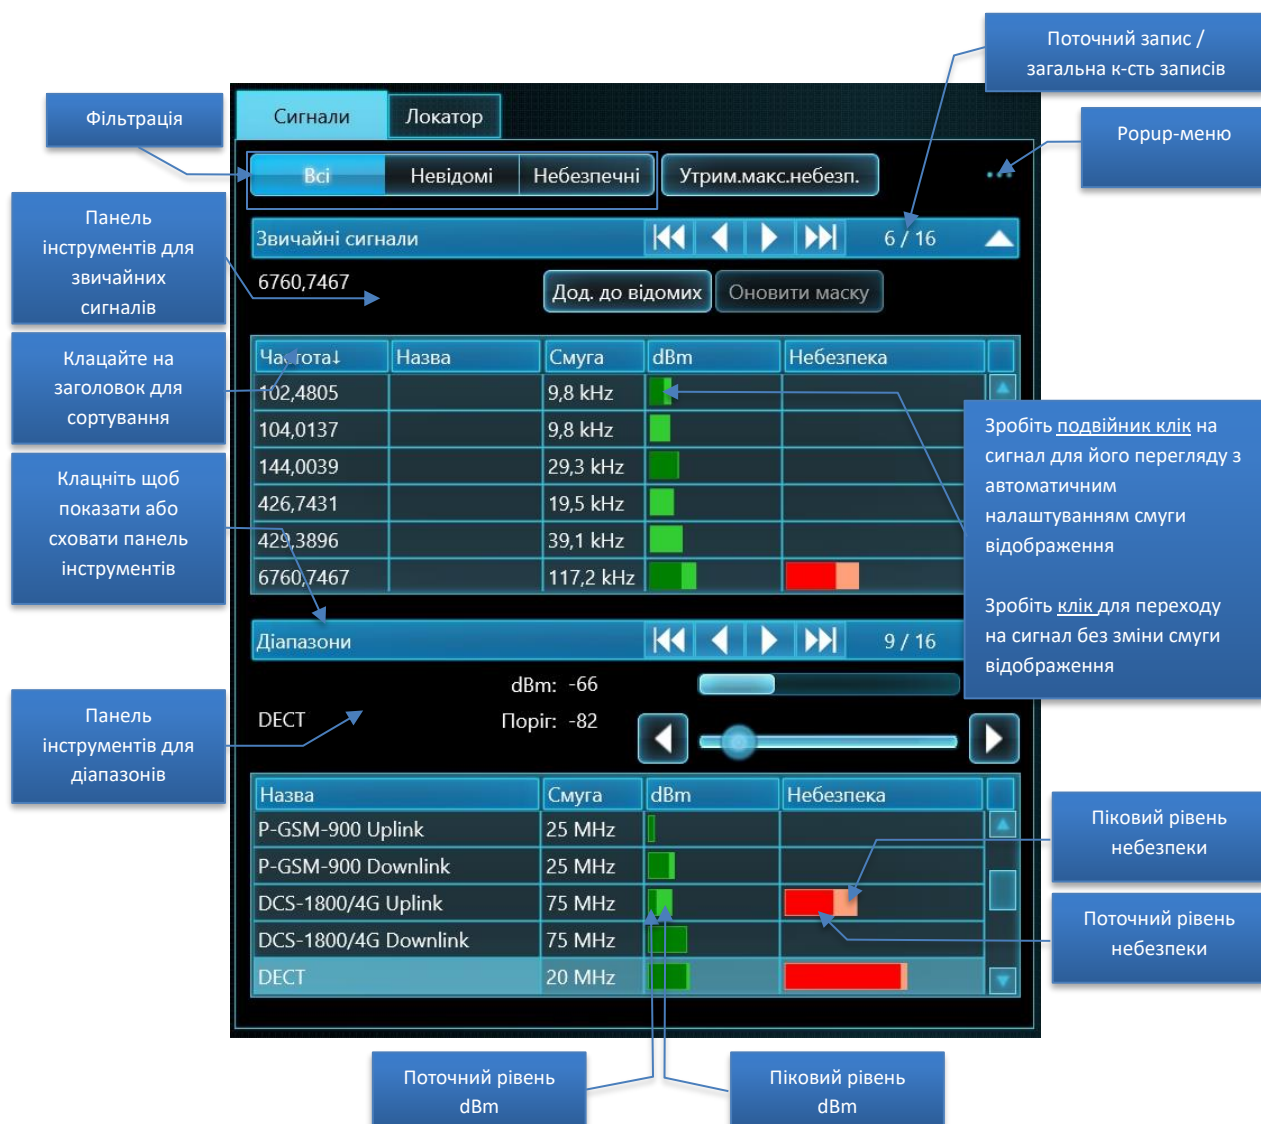 Поточний запис /
загальна к-сть записів
Фільтрація
Сигнали
Локатор
Popup-меню
Всі
Невідомі
Небезпечні
Утрим.макс.небезп.
Панель
інструментів для
звичайних
сигналів
Звичайні сигнали
6 / 16
6760,7467
Дод. до відомих
Оновити маску
Клацайте на
заголовок для
сортування
Частота↓ Назва Смуга dBm Небезпека
102,4805 9,8 kHz
104,0137 9,8 kHz
144,0039 29,3 kHz
426,7431 19,5 kHz
429,3896 39,1 kHz
6760,7467 117,2 kHz
Зробіть подвійник клік на
сигнал для його перегляду з
автоматичним
налаштуванням смуги
відображення
Зробіть клік для переходу
на сигнал без зміни смуги
відображення
Клацніть щоб
показати або
сховати панель
інструментів
Діапазони
9 / 16
dBm: -66
DECT
Поріг: -82
Панель
інструментів для
діапазонів
Назва Смуга dBm Небезпека
P-GSM-900 Uplink 25 MHz
P-GSM-900 Downlink 25 MHz
DCS-1800/4G Uplink 75 MHz
DCS-1800/4G Downlink 75 MHz
DECT 20 MHz
Піковий рівень
небезпеки
Поточний рівень
небезпеки
Поточний рівень
dBm
Піковий рівень
dBm